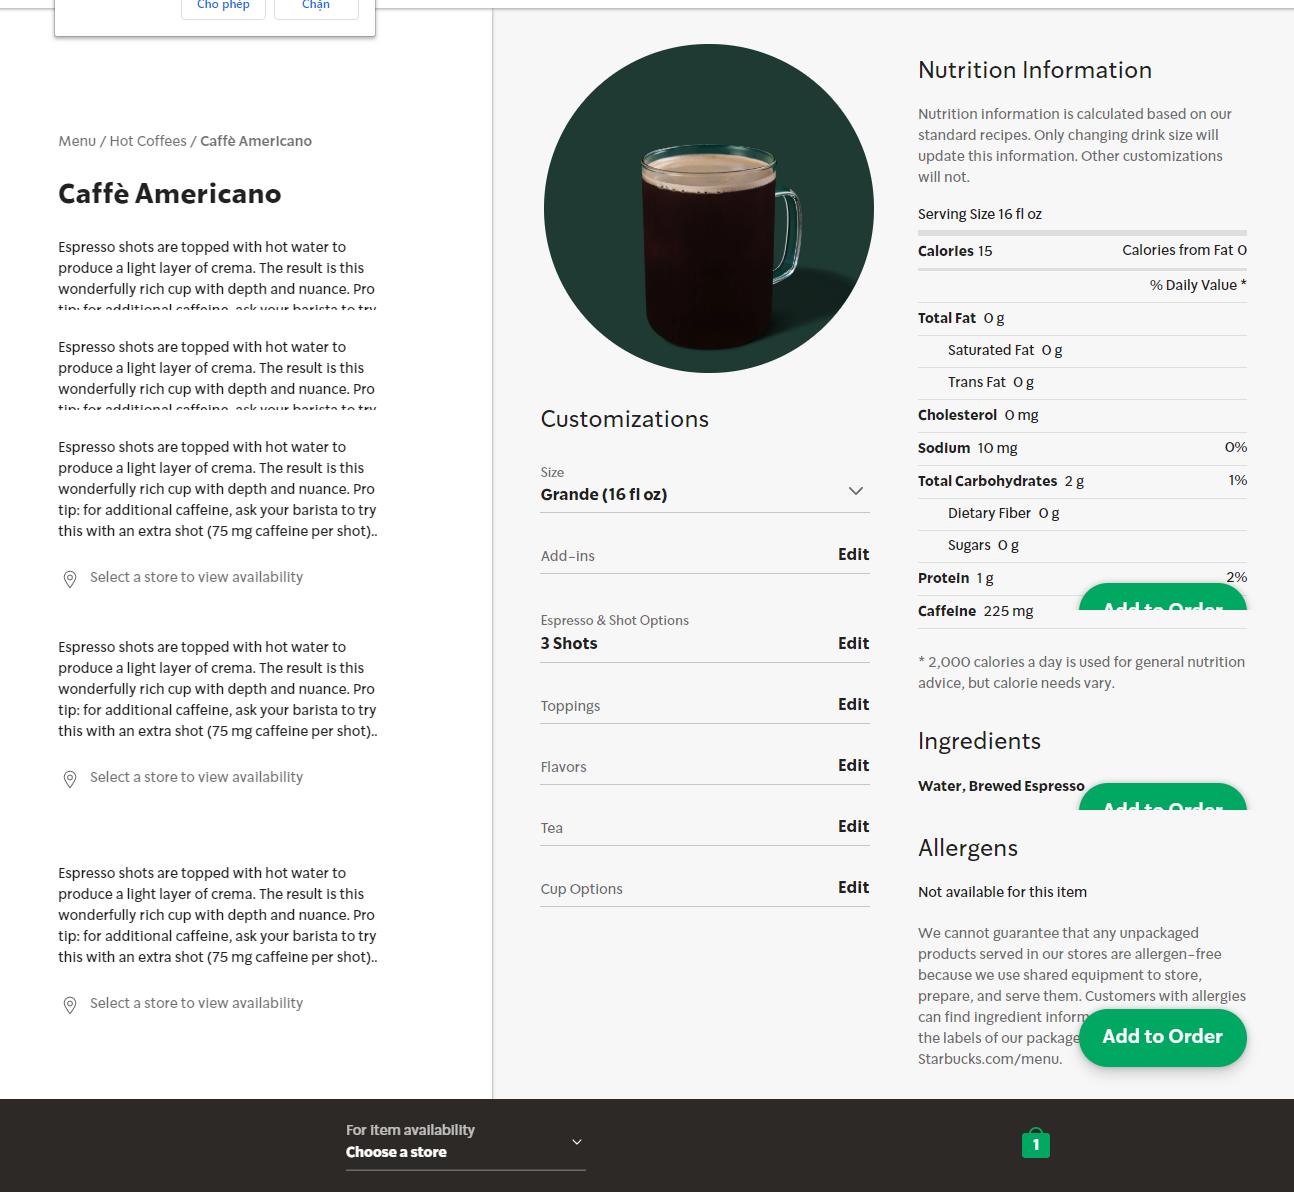 Cho phép
Chặn
Menu / Hot Coffees / Caffè Americano
Caffè Americano
Espresso shots are topped with hot water to
produce a light layer of crema. The result is this
wonderfully rich cup with depth and nuance. Pro
tip: for additional caffeine, ask your barista to try
Espresso shots are topped with hot water to
produce a light layer of crema. The result is this
wonderfully rich cup with depth and nuance. Pro
tip: for additional caffeine, ask your barista to try
Espresso shots are topped with hot water to
produce a light layer of crema. The result is this
wonderfully rich cup with depth and nuance. Pro
tip: for additional caffeine, ask your barista to try
this with an extra shot (75 mg caffeine per shot)..
Select a store to view availability
Espresso shots are topped with hot water to
produce a light layer of crema. The result is this
wonderfully rich cup with depth and nuance. Pro
tip: for additional caffeine, ask your barista to try
this with an extra shot (75 mg caffeine per shot)..
Select a store to view availability
Espresso shots are topped with hot water to
produce a light layer of crema. The result is this
wonderfully rich cup with depth and nuance. Pro
tip: for additional caffeine, ask your barista to try
this with an extra shot (75 mg caffeine per shot)..
Select a store to view availability
Customizations
Size
Grande (16 fl oz)
Add-ins Edit
Espresso & Shot Options
3 Shots Edit
Toppings Edit
Flavors Edit
Tea Edit
Cup Options Edit
Nutrition Information
Nutrition information is calculated based on our
standard recipes. Only changing drink size will
update this information. Other customizations
will not.
Serving Size 16 fl oz
Calories 15 Calories from Fat 0
% Daily Value *
Total Fat 0 g
Saturated Fat 0 g
Trans Fat 0 g
Cholesterol 0 mg
Sodium 10 mg 0%
Total Carbohydrates 2 g 1%
Dietary Fiber 0 g
Sugars 0 g
Protein 1 g 2%
Caffeine 225 mg Add to Order
* 2,000 calories a day is used for general nutrition
advice, but calorie needs vary.
Ingredients
Water, Brewed Espresso
Add to Order
Allergens
Not available for this item
We cannot guarantee that any unpackaged
products served in our stores are allergen-free
because we use shared equipment to store,
prepare, and serve them. Customers with allergies
can find ingredient inform
the labels of our package
Starbucks.com/menu.
Add to Order
For item availability
Choose a store
1